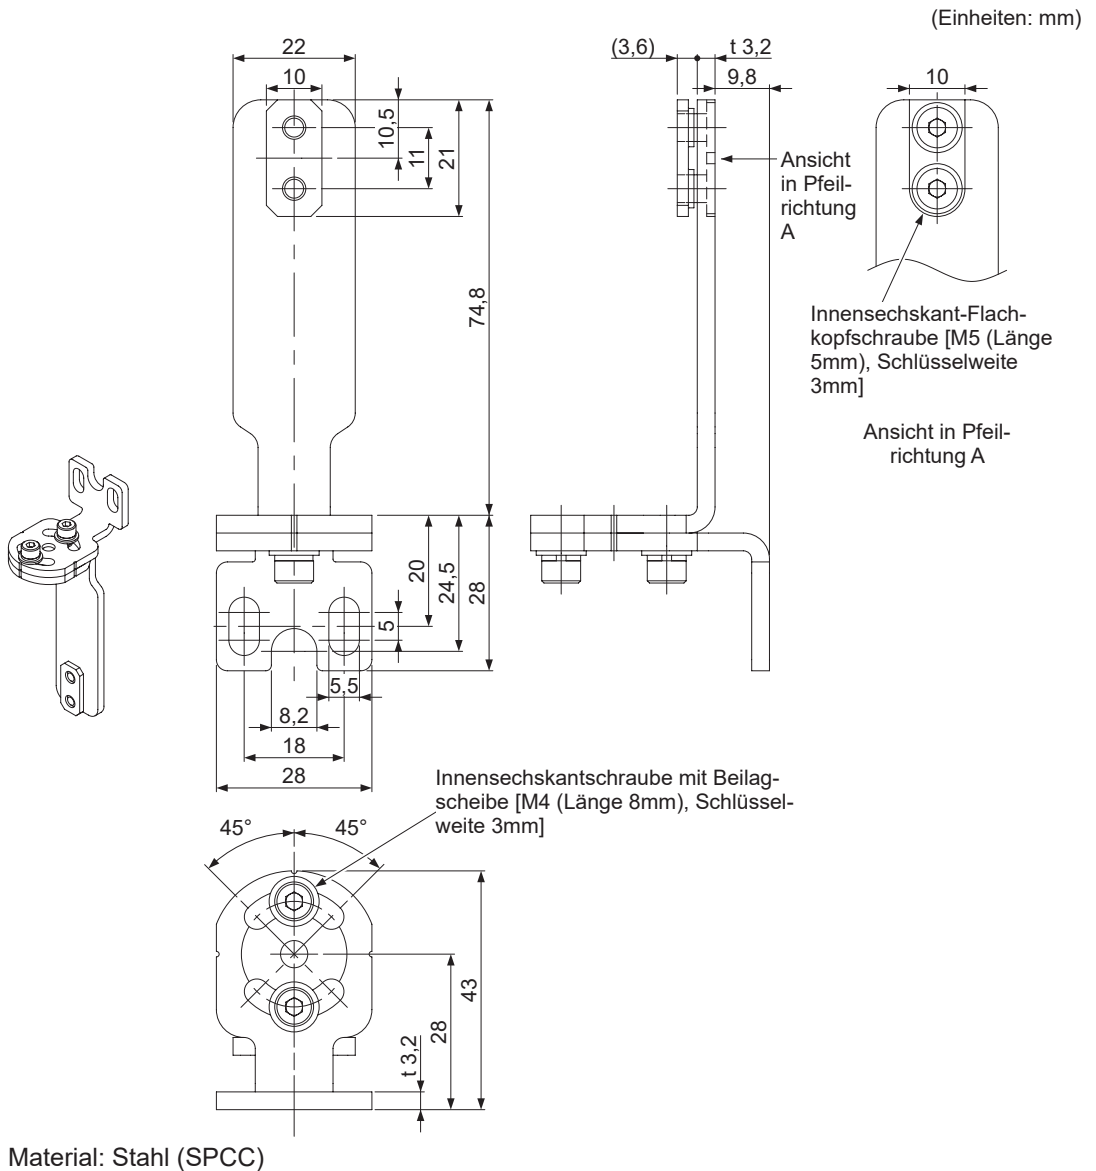 (Einheiten: mm)
22
(3,6)
t 3,2
10
9,8
10
10,5
11
21
Ansicht
in Pfeil-
richtung
A
74,8
Innensechskant-Flach-
kopfschraube [M5 (Länge
5mm), Schlüsselweite
3mm]
Ansicht in Pfeil-
richtung A
20
24,5
28
5
5,5
8,2
18
28
Innensechskantschraube mit Beilag-
scheibe [M4 (Länge 8mm), Schlüssel-
weite 3mm]
45°
45°
43
28
t 3,2
Material: Stahl (SPCC)